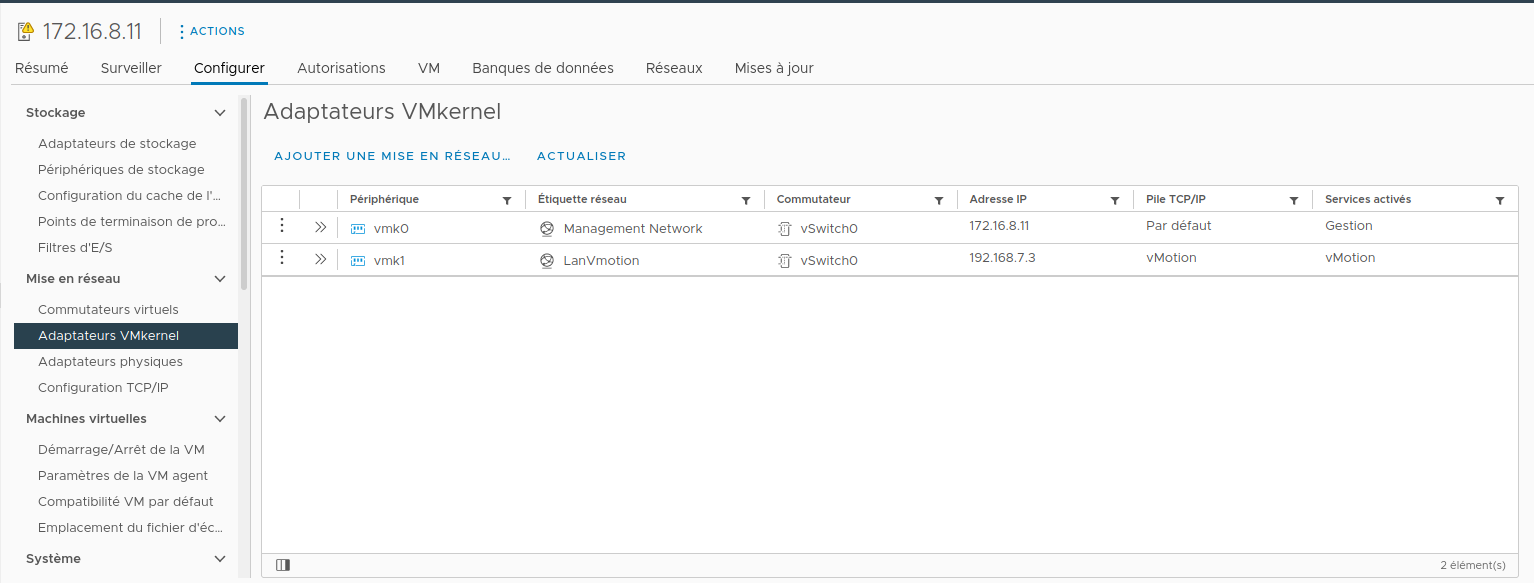 172.16.8.11
ACTIONS
Résumé Surveiller Configurer Autorisations VM Banques de données Réseaux Mises à jour
Stockage
Adaptateurs de stockage
Périphériques de stockage
Configuration du cache de l'...
Points de terminaison de pro...
Filtres d'E/S
Mise en réseau
Commutateurs virtuels
Adaptateurs VMkernel
Adaptateurs physiques
Configuration TCP/IP
Machines virtuelles
Démarrage/Arrêt de la VM
Paramètres de la VM agent
Compatibilité VM par défaut
Emplacement du fichier d'éc...
Système
Adaptateurs VMkernel
AJOUTER UNE MISE EN RÉSEAU... ACTUALISER
Périphérique Étiquette réseau Commutateur Adresse IP Pile TCP/IP Services activés
vmk0 Management Network vSwitch0 172.16.8.11 Par défaut Gestion
vmk1 LanVmotion vSwitch0 192.168.7.3 vMotion vMotion
2 élément(s)